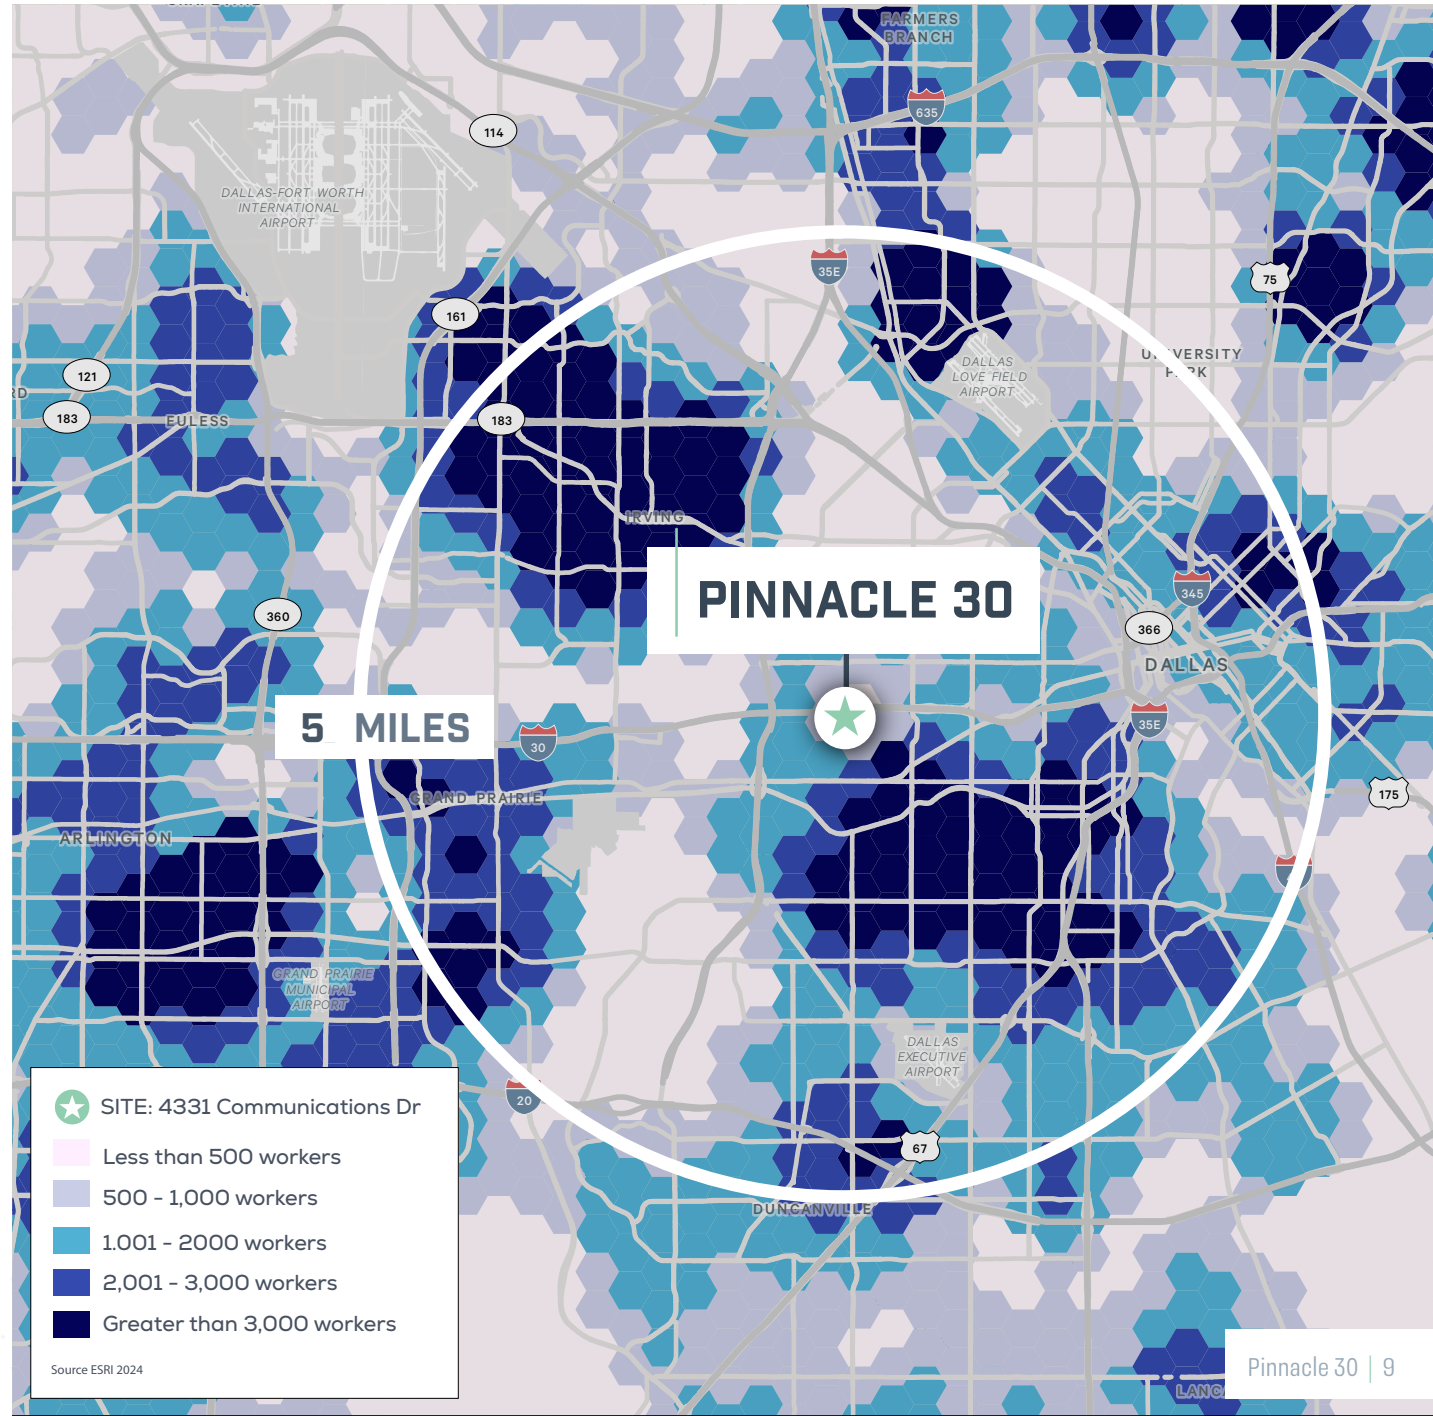 FARMERS
BRANCH
635
114
DALLAS-FORT WORTH
INTERNATIONAL
AIRPORT
35E
75
161
UNIVERSITY
PARK
DALLAS
LOVE FIELD
AIRPORT
121
183
EULESS
183
IRVING
PINNACLE 30
345
360
366
DALLAS
5 MILES
30
35E
GRAND PRAIRIE
175
ARLINGTON
GRAND PRAIRIE
MUNICIPAL
AIRPORT
DALLAS
EXECUTIVE
AIRPORT
20
67
DUNCANVILLE
SITE: 4331 Communications Dr
Less than 500 workers
500 - 1,000 workers
1.001 - 2000 workers
2,001 - 3,000 workers
Greater than 3,000 workers
Source ESRI 2024
Pinnacle 30 | 9